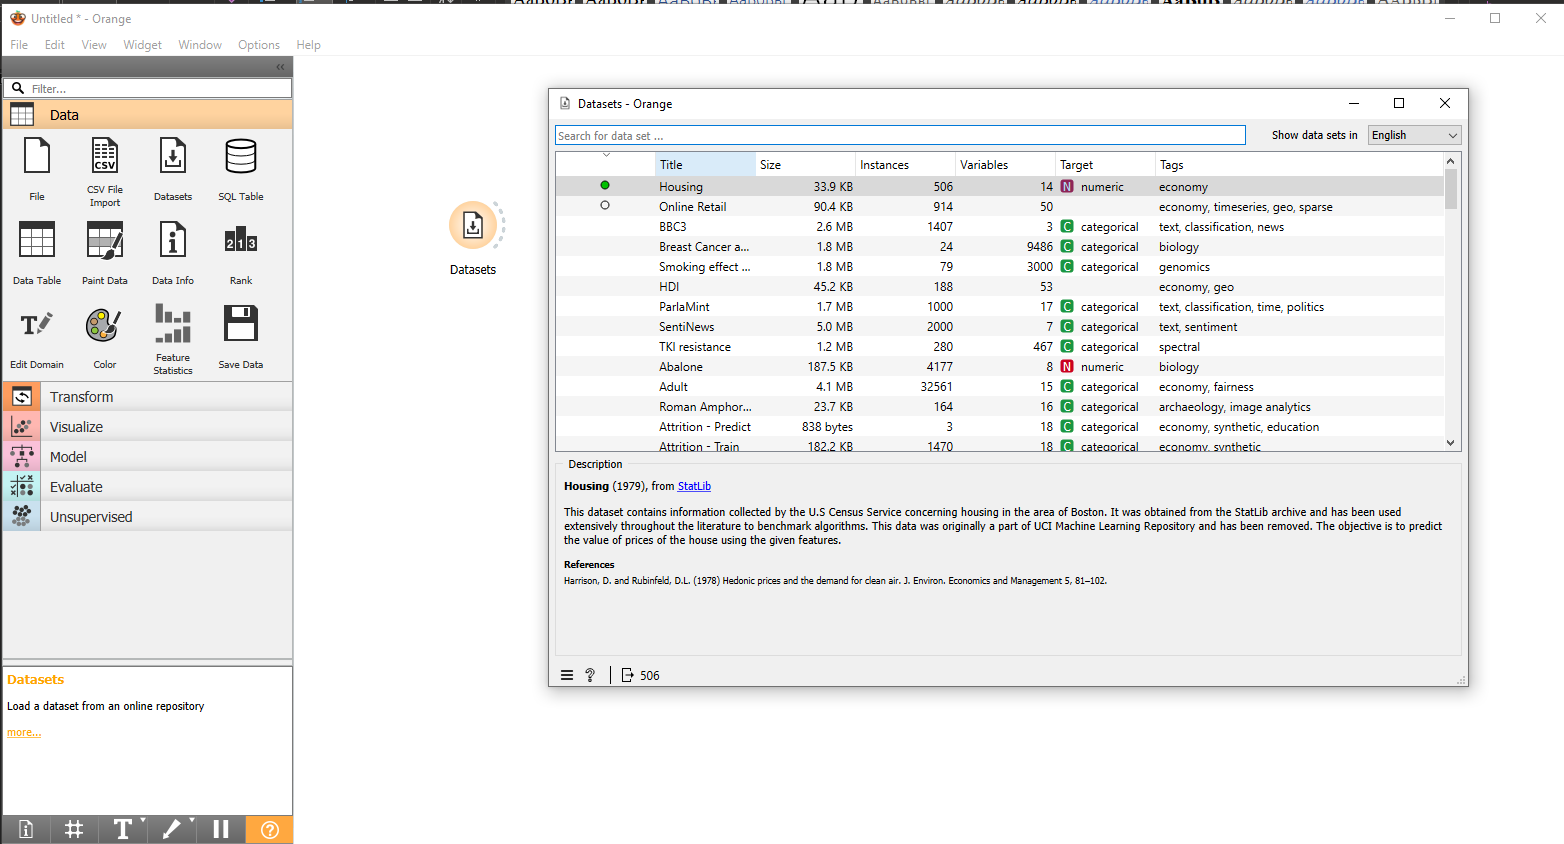 Untitled * - Orange
File Edit View Widget Window Options Help
Filter...
Data
File CSV File Import Datasets SQL Table
Data Table Paint Data Data Info Rank
Edit Domain Color Feature Statistics Save Data
Transform
Visualize
Model
Evaluate
Unsupervised
Datasets
Load a dataset from an online repository
more...
Datasets
Datasets - Orange
Search for data set ... Show data sets in English
Title Size Instances Variables Target Tags
Housing 33.9 KB 506 14 N numeric economy
Online Retail 90.4 KB 914 50 economy, timeseries, geo, sparse
BBC3 2.6 MB 1407 3 C categorical text, classification, news
Breast Cancer a... 1.8 MB 24 9486 C categorical biology
Smoking effect ... 1.8 MB 79 3000 C categorical genomics
HDI 45.2 KB 188 53 economy, geo
ParlaMint 1.7 MB 1000 17 C categorical text, classification, time, politics
SentiNews 5.0 MB 2000 7 C categorical text, sentiment
TKI resistance 1.2 MB 280 467 C categorical spectral
Abalone 187.5 KB 4177 8 N numeric biology
Adult 4.1 MB 32561 15 C categorical economy, fairness
Roman Amphor... 23.7 KB 164 16 C categorical archaeology, image analytics
Attrition - Predict 838 bytes 3 18 C categorical economy, synthetic, education
Attrition - Train 182.2 KB 1470 18 C categorical economy, synthetic
Description
Housing (1979), from StatLib
This dataset contains information collected by the U.S Census Service concerning housing in the area of Boston. It was obtained from the StatLib archive and has been used
extensively throughout the literature to benchmark algorithms. This data was originally a part of UCI Machine Learning Repository and has been removed. The objective is to predict
the value of prices of the house using the given features.
References
Harrison, D. and Rubinfeld, D.L. (1978) Hedonic prices and the demand for clean air. J. Environ. Economics and Management 5, 81–102.
506